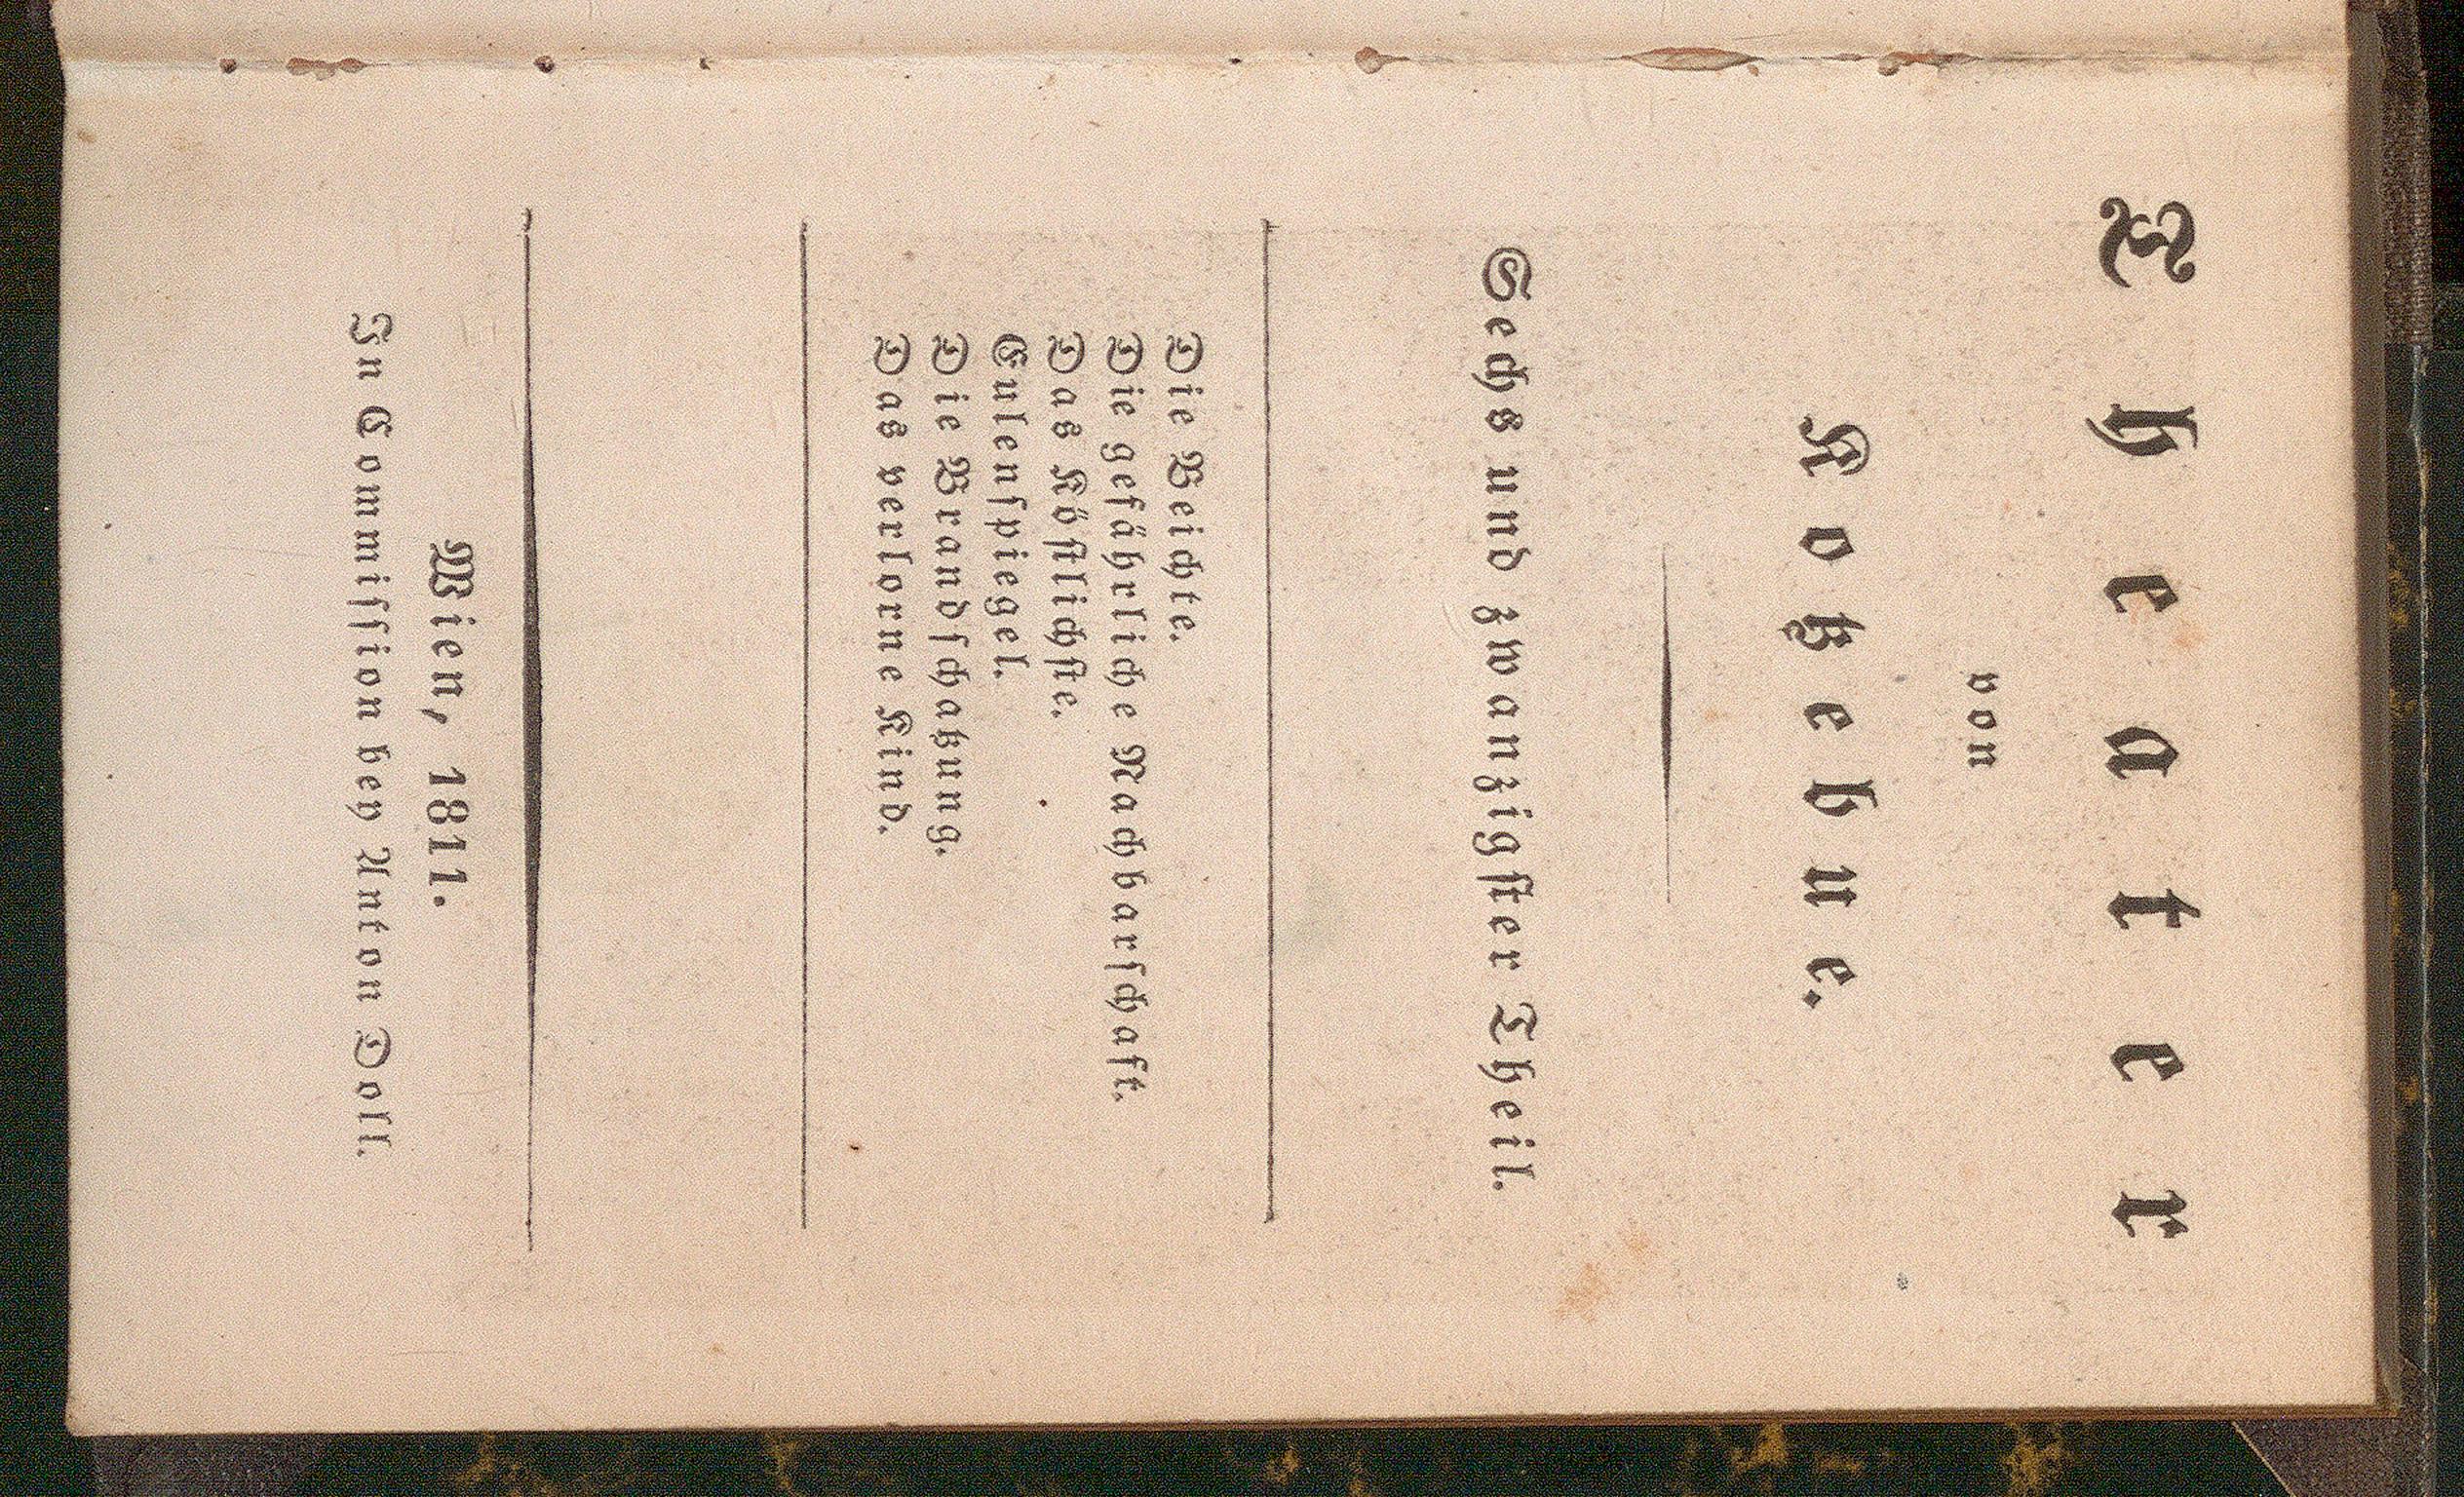 Theater
von
Kotzebue.
Sechs und zwanzigster Theil.
Die Beichte.
Die gefährliche Nachbarschaft.
Das Köstlichste.
Eulenspiegel.
Die Brandschatzung.
Das verlorne Kind.
Wien, 1811.
In Commission bey Anton Doll.